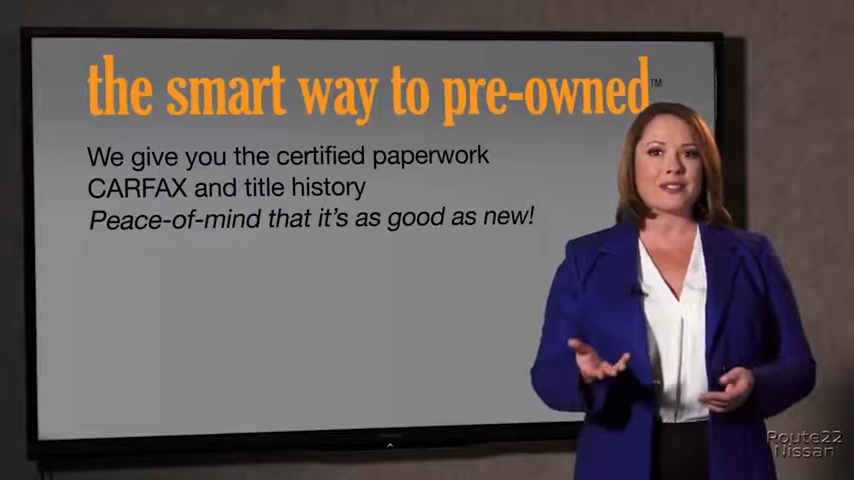 the smart way to pre-owned™
We give you the certified paperwork
CARFAX and title history
Peace-of-mind that it's as good as new!
Route22
Nissan